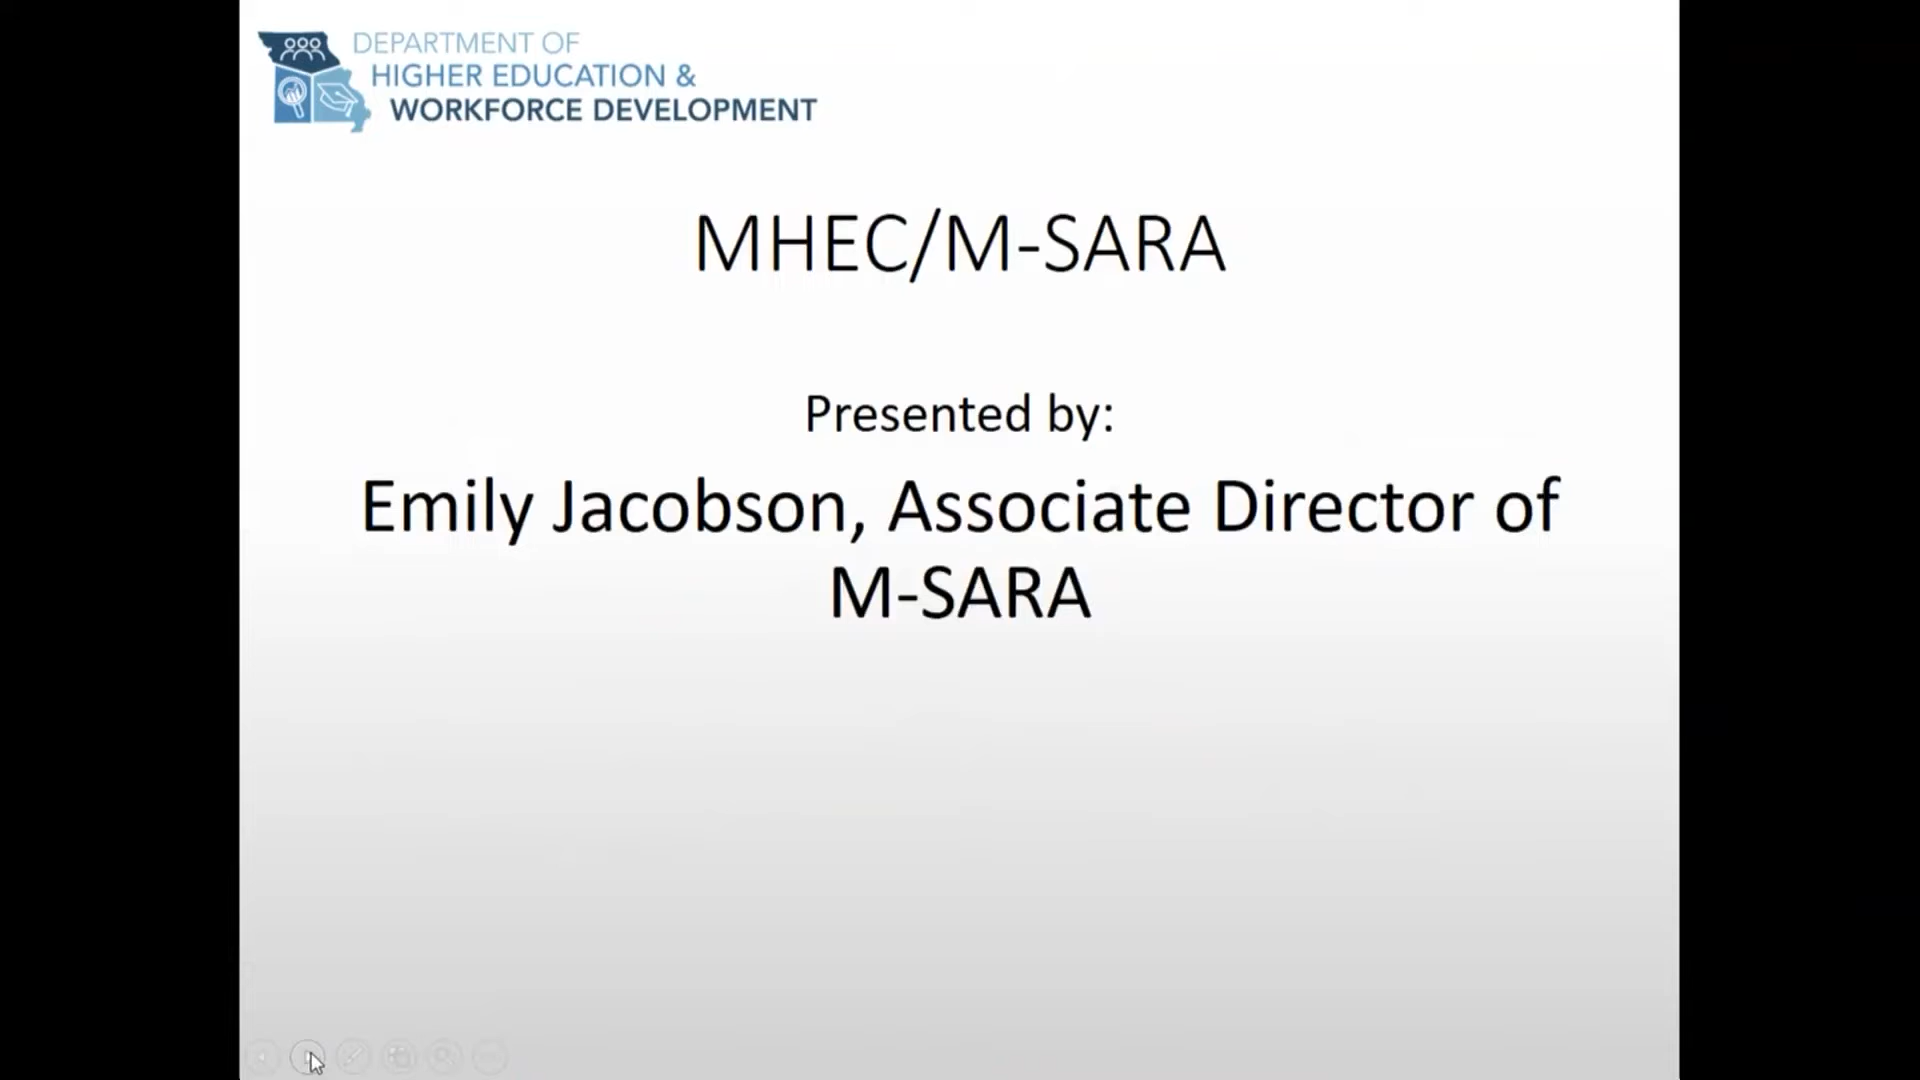 DEPARTMENT OF
HIGHER EDUCATION &
WORKFORCE DEVELOPMENT
MHEC/M-SARA
Presented by:
Emily Jacobson, Associate Director of
M-SARA